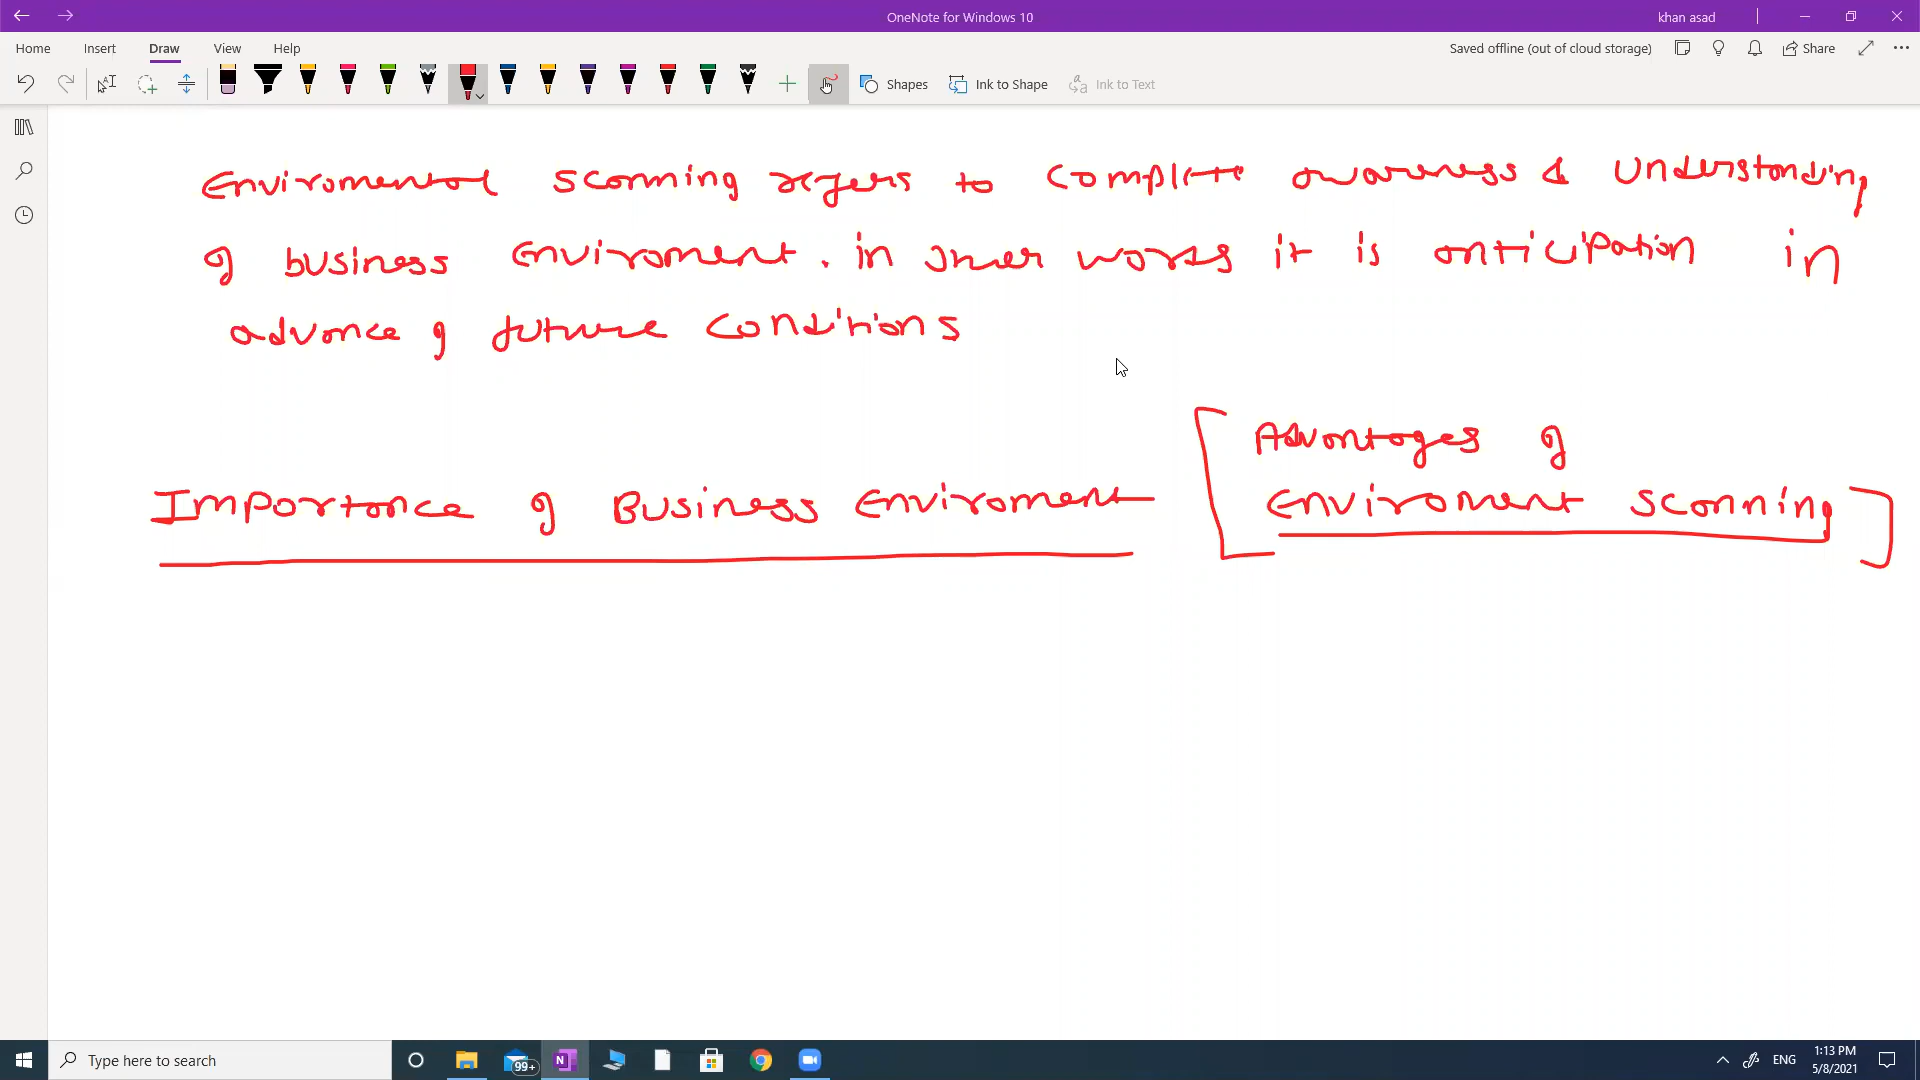 OneNote for Windows 10
khan asad
Home Insert Draw View Help
Saved offline (out of cloud storage)
Share
Shapes
Ink to Shape
Ink to Text
Enviromental scanning refers to complete awareness & understanding
of business enviroment. in other words it is anticipation in
advance of future conditions
Advantages of
Importance of Business Enviroment
enviroment scanning
Type here to search
99+
N
ENG
1:13 PM
5/8/2021